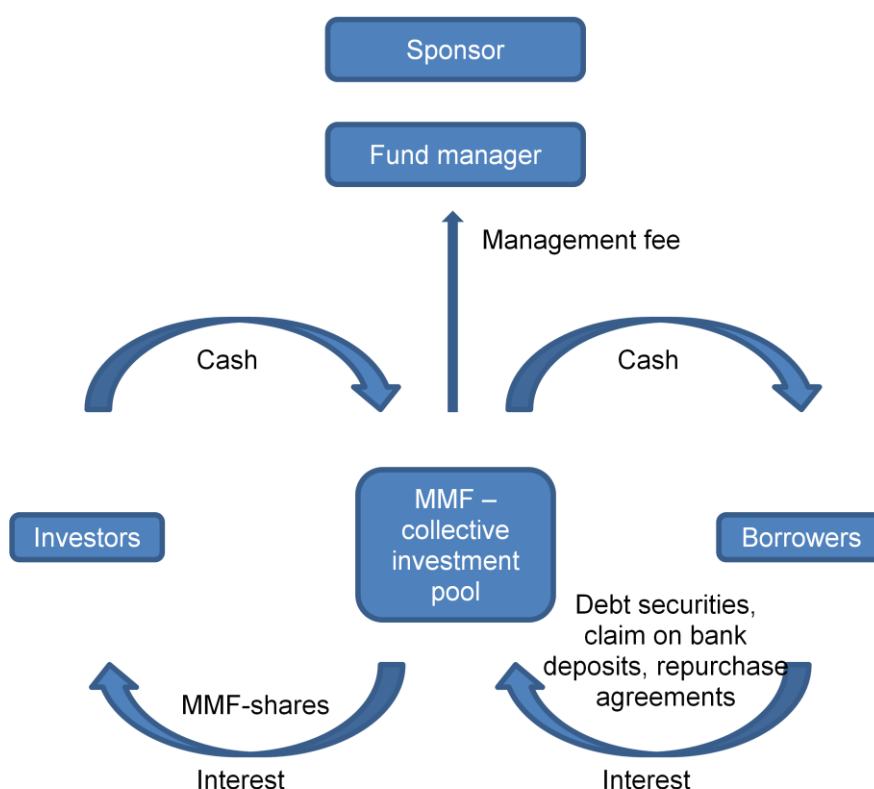 Sponsor
Fund manager
Management fee
Cash
Cash
Investors
MMF –
collective
investment
pool
Borrowers
Debt securities,
claim on bank
deposits, repurchase
agreements
MMF-shares
Interest
Interest